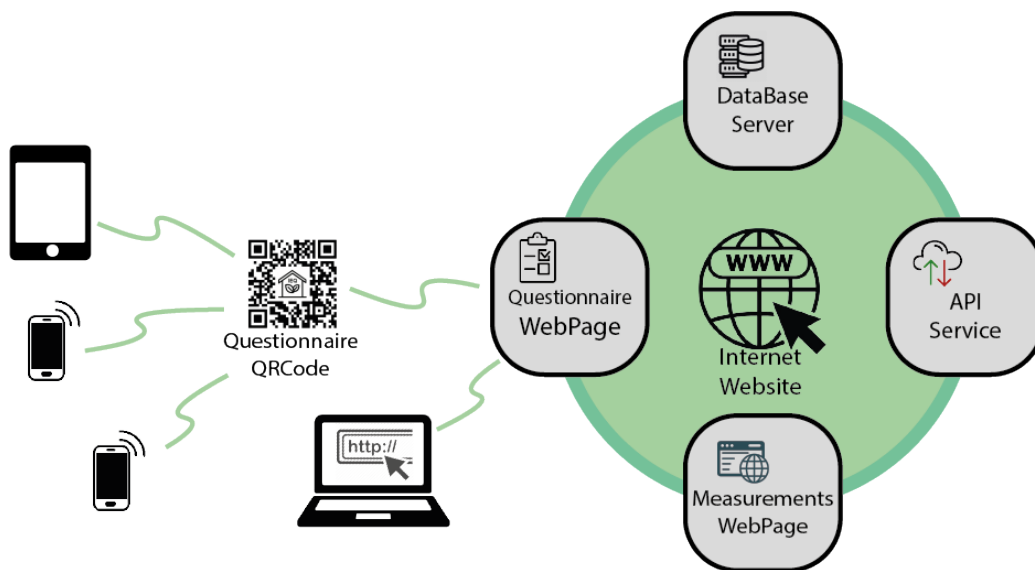 DataBase
Server
Questionnaire
WebPage
WWW
Internet
Website
API
Service
Questionnaire
QRCode
http://
Measurements
WebPage